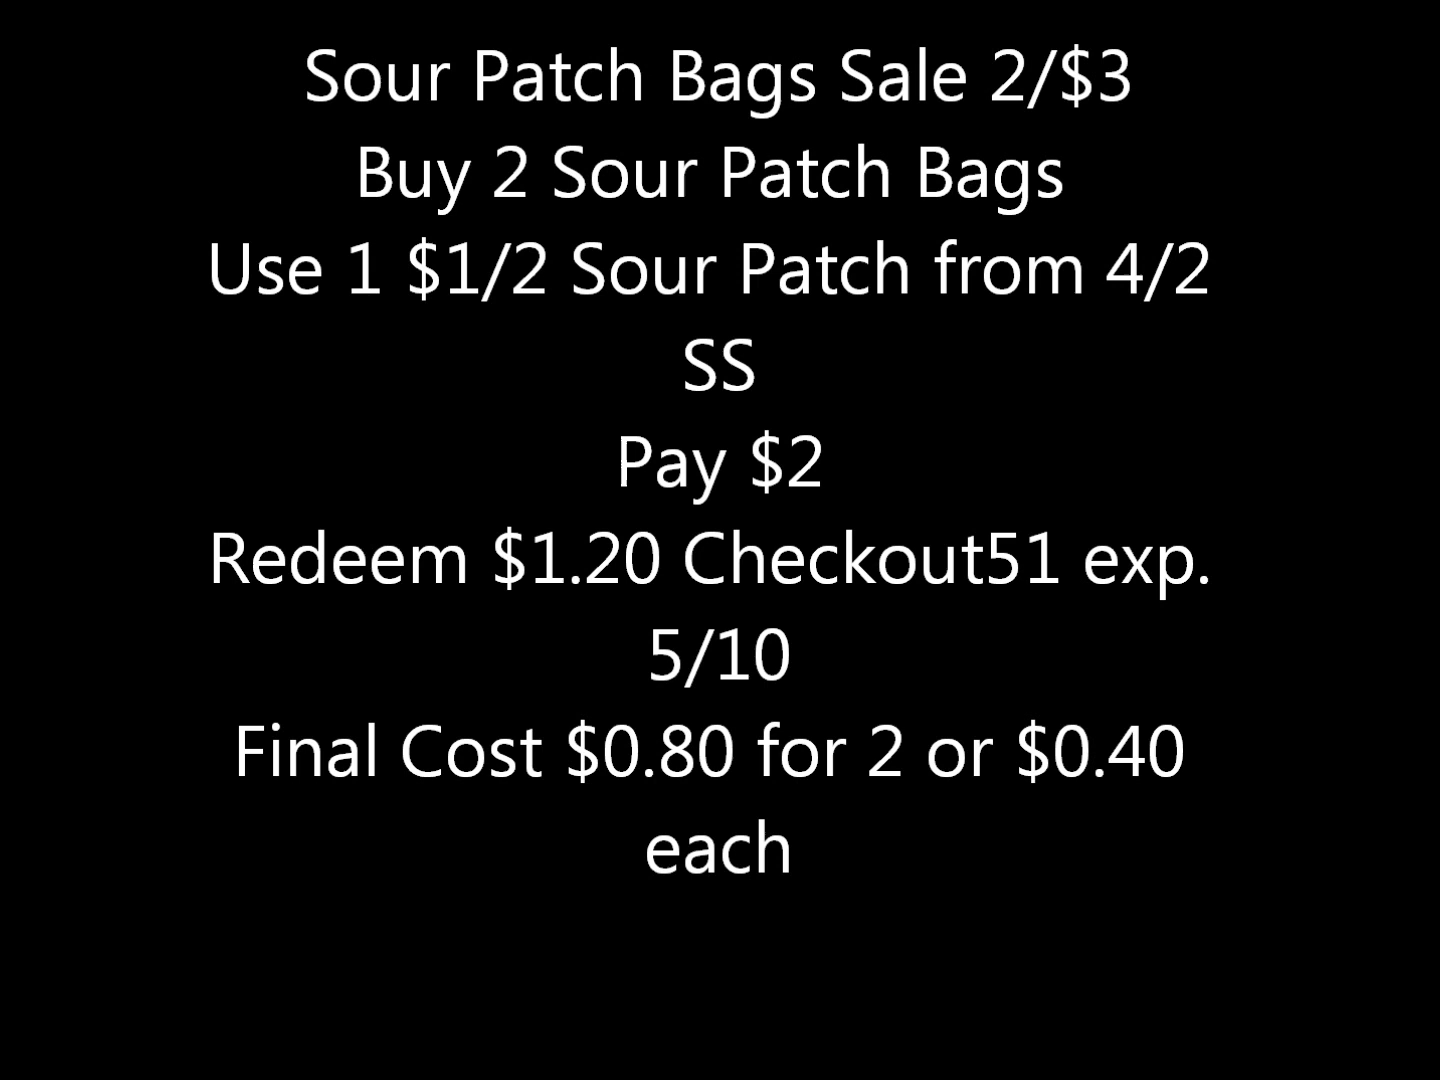 Sour Patch Bags Sale 2/$3
Buy 2 Sour Patch Bags
Use 1 $1/2 Sour Patch from 4/2
SS
Pay $2
Redeem $1.20 Checkout51 exp.
5/10
Final Cost $0.80 for 2 or $0.40
each